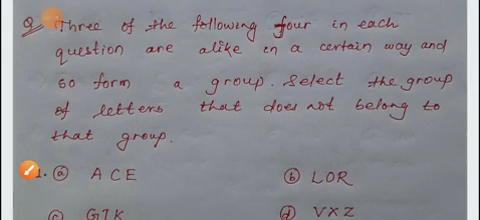 Q Three of the following four in each
question are alike in a certain way and
so form a group. Select the group
of letters that does not belong to
that group.
1. (a) ACE (b) LOR
(c) GIK (d) VXZ